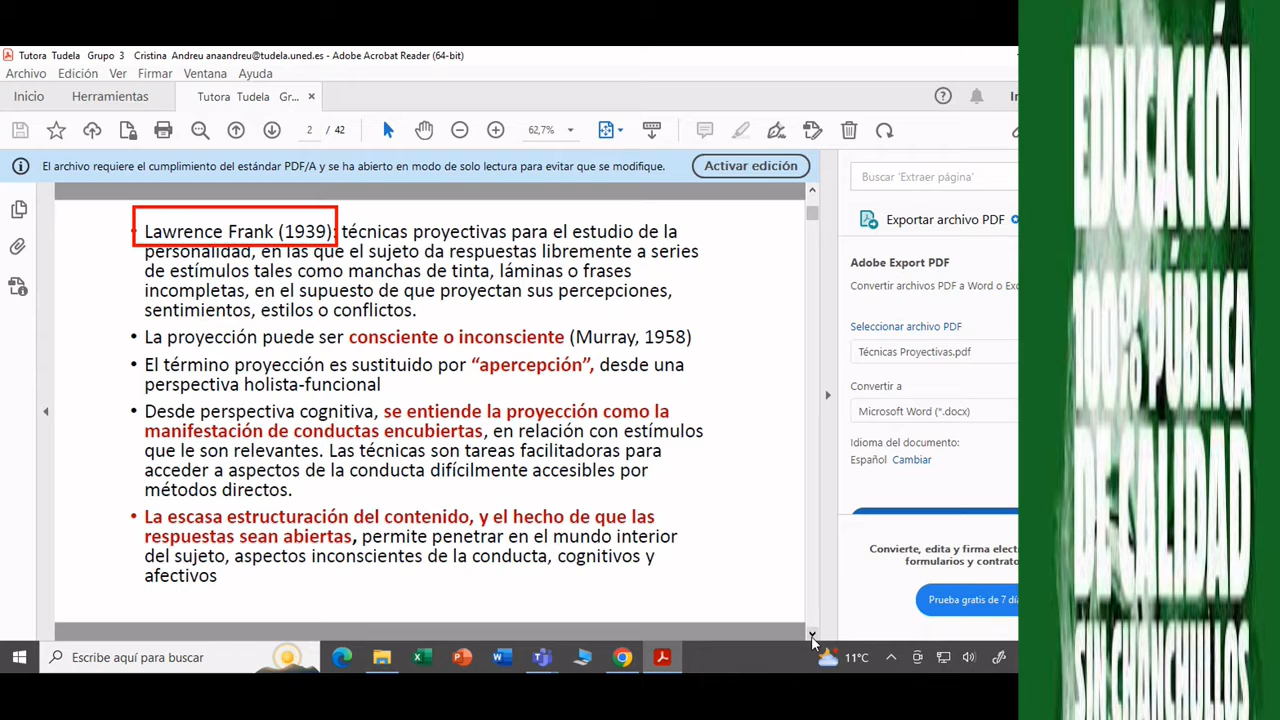 Tutora Tudela Grupo 3 Cristina Andreu anaandreu@tudela.uned.es - Adobe Acrobat Reader (64-bit)
Archivo Edición Ver Firmar Ventana Ayuda
Inicio Herramientas Tutora Tudela Gr... ×
2 / 42 62,7%
El archivo requiere el cumplimiento del estándar PDF/A y se ha abierto en modo de solo lectura para evitar que se modifique. Activar edición
• Lawrence Frank (1939): técnicas proyectivas para el estudio de la
personalidad, en las que el sujeto da respuestas libremente a series
de estímulos tales como manchas de tinta, láminas o frases
incompletas, en el supuesto de que proyectan sus percepciones,
sentimientos, estilos o conflictos.
• La proyección puede ser consciente o inconsciente (Murray, 1958)
• El término proyección es sustituido por “apercepción”, desde una
perspectiva holista-funcional
• Desde perspectiva cognitiva, se entiende la proyección como la
manifestación de conductas encubiertas, en relación con estímulos
que le son relevantes. Las técnicas son tareas facilitadoras para
acceder a aspectos de la conducta difícilmente accesibles por
métodos directos.
• La escasa estructuración del contenido, y el hecho de que las
respuestas sean abiertas, permite penetrar en el mundo interior
del sujeto, aspectos inconscientes de la conducta, cognitivos y
afectivos
Buscar 'Extraer página'
Exportar archivo PDF
Adobe Export PDF
Convertir archivos PDF a Word o Exc
Seleccionar archivo PDF
Técnicas Proyectivas.pdf
Convertir a
Microsoft Word (*.docx)
Idioma del documento:
Español Cambiar
Convierte, edita y firma elect
formularios y contrato
Prueba gratis de 7 día
Escribe aquí para buscar
11°C
EDUCACIÓN
100% PÚBLICA
DE CALIDAD
SIN CHANCHULLOS